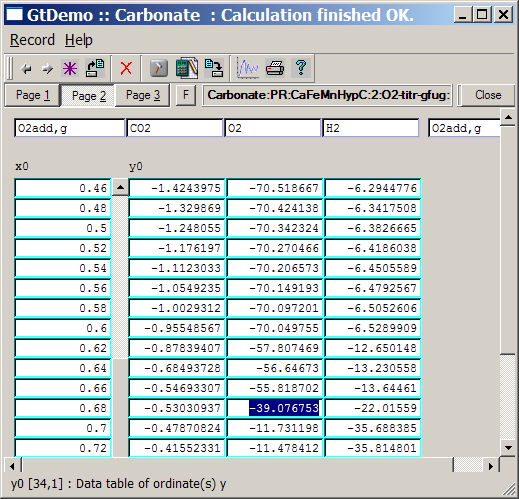 GtDemo :: Carbonate : Calculation finished OK.
Record Help
Page 1 Page 2 Page 3 F Carbonate:PR:CaFeMnHypC:2:O2-titr-gfug: Close
O2add,g CO2 O2 H2 O2add,g
x0 y0
0.46 -1.4243975 -70.518667 -6.2944776
0.48 -1.329869 -70.424138 -6.3417508
0.5 -1.248055 -70.342324 -6.3826665
0.52 -1.176197 -70.270466 -6.4186038
0.54 -1.1123033 -70.206573 -6.4505589
0.56 -1.0549235 -70.149193 -6.4792567
0.58 -1.0029312 -70.097201 -6.5052606
0.6 -0.95548567 -70.049755 -6.5289909
0.62 -0.87839407 -57.807469 -12.650148
0.64 -0.68493728 -56.64673 -13.230558
0.66 -0.54693307 -55.818702 -13.64461
0.68 -0.53030937 -39.076753 -22.01559
0.7 -0.47870824 -11.731198 -35.688385
0.72 -0.41552331 -11.478412 -35.814801
y0 [34,1] : Data table of ordinate(s) y